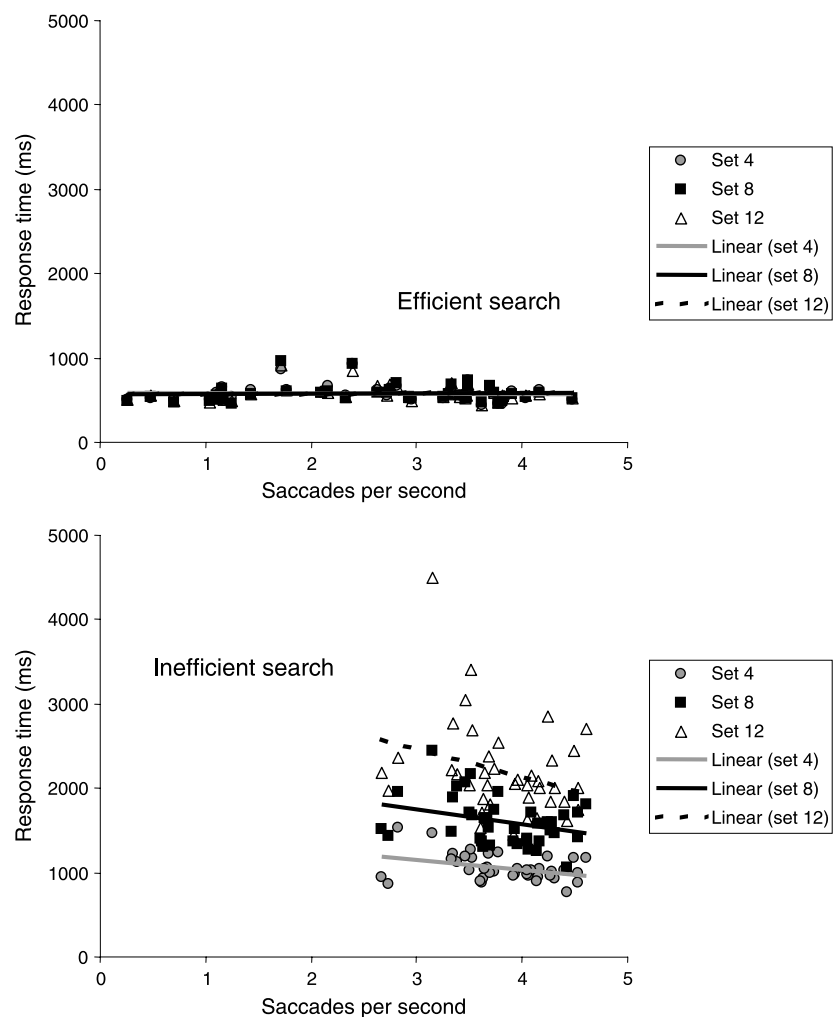 5000
4000
3000
2000
1000
0
Response time (ms)
Efficient search
0 1 2 3 4 5
Saccades per second
Set 4
Set 8
Set 12
Linear (set 4)
Linear (set 8)
Linear (set 12)
5000
4000
3000
2000
1000
0
Response time (ms)
Inefficient search
0 1 2 3 4 5
Saccades per second
Set 4
Set 8
Set 12
Linear (set 4)
Linear (set 8)
Linear (set 12)